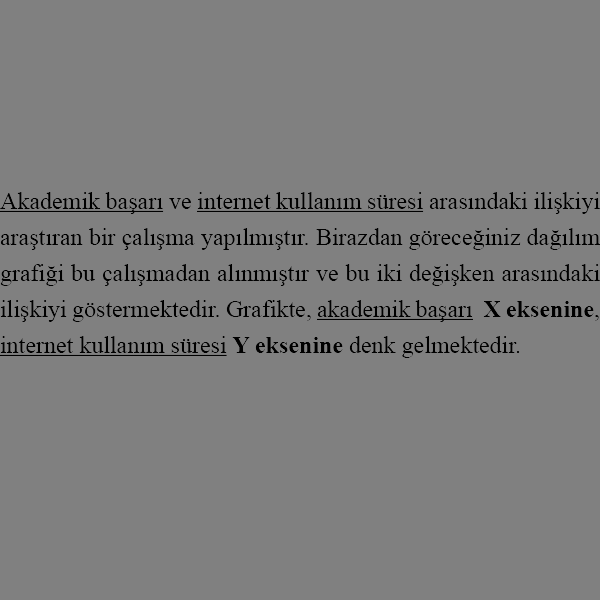 Akademik başarı ve internet kullanım süresi arasındaki ilişkiyi
araştıran bir çalışma yapılmıştır. Birazdan göreceğiniz dağılım
grafiği bu çalışmadan alınmıştır ve bu iki değişken arasındaki
ilişkiyi göstermektedir. Grafikte, akademik başarı X eksenine,
internet kullanım süresi Y eksenine denk gelmektedir.